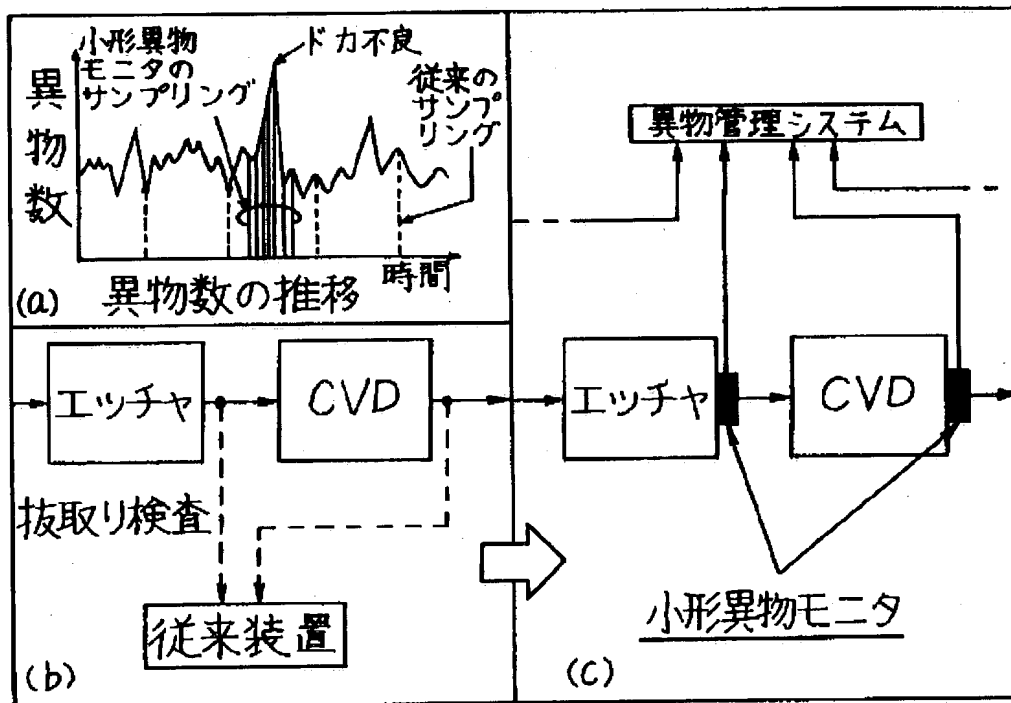 小形異物
モニタの
サンプリング
ドカ不良
従来の
サンプ
リング
異
物
数
時間
(a) 異物数の推移
エッチャ
CVD
抜取り検査
従来装置
(b)
異物管理システム
エッチャ
CVD
小形異物モニタ
(c)